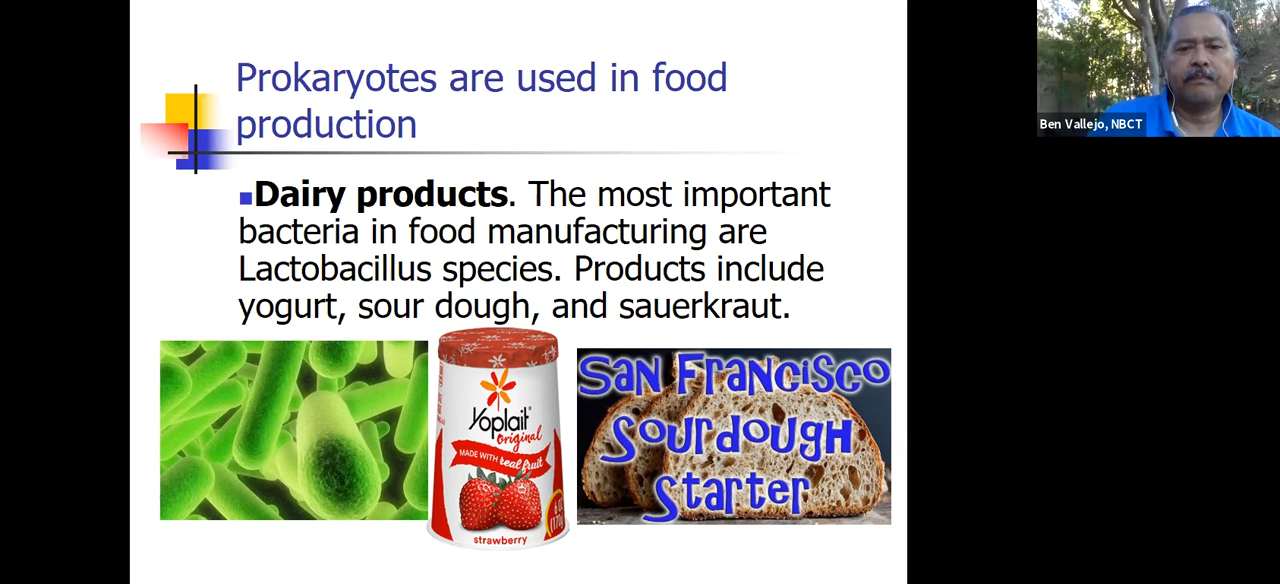 Prokaryotes are used in food
production
Dairy products. The most important
bacteria in food manufacturing are
Lactobacillus species. Products include
yogurt, sour dough, and sauerkraut.
Yoplait
original
MADE WITH real fruit
strawberry
San Francisco
Sourdough
Starter
Ben Vallejo, NBCT